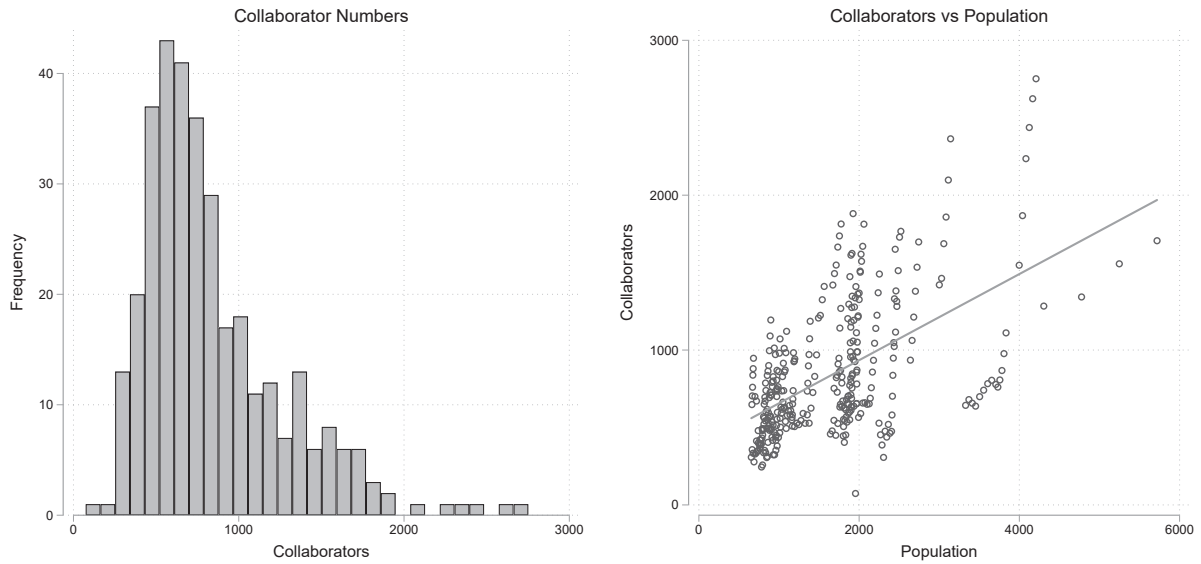 Collaborator Numbers
Frequency
40
30
20
10
0
0 1000 2000 3000
Collaborators
Collaborators vs Population
Collaborators
3000
2000
1000
0
0 2000 4000 6000
Population